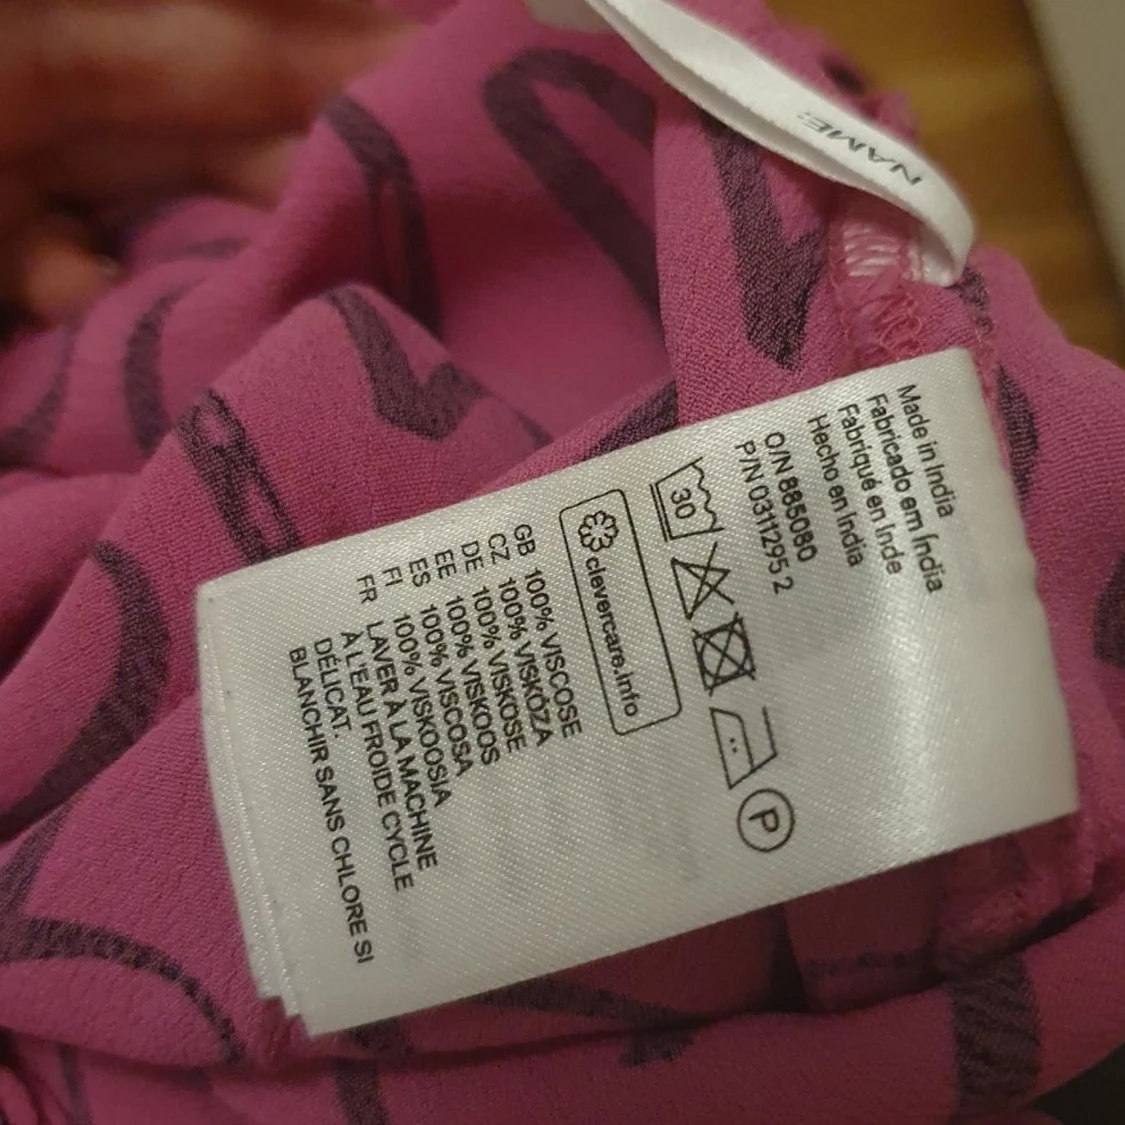 NAME:
Made in India
Fabricado em Índia
Fabriqué en Inde
Hecho en India
O/N 885080
P/N 0311295 2
30
P
clevercare.info
GB 100% VISCOSE
CZ 100% VISKÓZA
DE 100% VISKOSE
EE 100% VISKOOS
ES 100% VISCOSA
FI 100% VISKOOSIA
FR LAVER À LA MACHINE
À L'EAU FROIDE CYCLE
DÉLICAT.
BLANCHIR SANS CHLORE SI